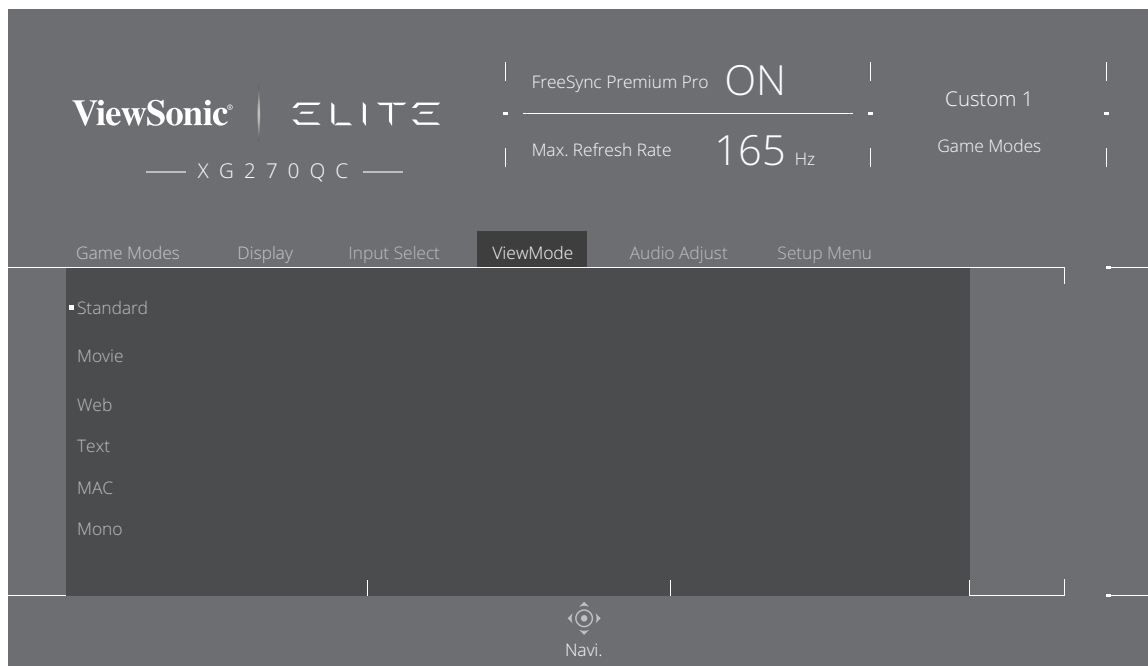 ViewSonic® ELITE
XG270QC
FreeSync Premium Pro ON
Max. Refresh Rate 165 Hz
Custom 1
Game Modes
Game Modes Display Input Select ViewMode Audio Adjust Setup Menu
Standard
Movie
Web
Text
MAC
Mono
Navi.